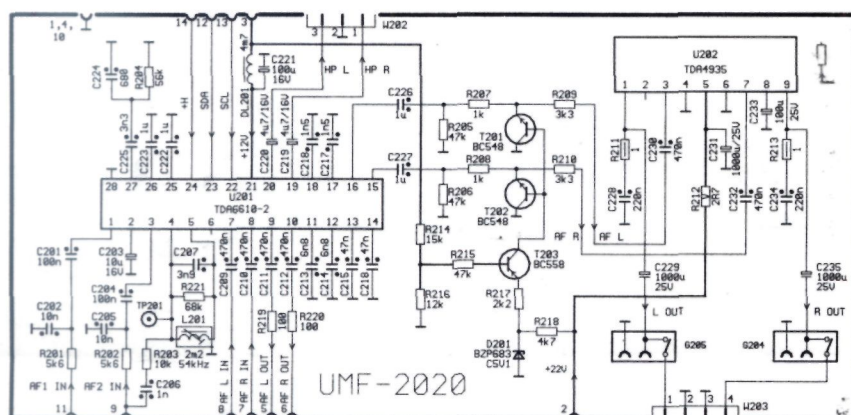 1,4,
10
14
12
13
3
3
2
1
W202
C224
680
R204
56k
+H
SDA
SCL
4m7
DL201
+12V
C221
100u
16V
HP L
HP R
C225
3n3
C223
1u
C222
1u
C220
4u7/16V
C219
4u7/16V
C218
1n5
C217
1n5
C226
1u
C227
1u
R205
47k
R206
47k
R207
1k
R208
1k
T201
BC548
T202
BC548
R209
3k3
R210
3k3
U202
TDA4935
1 2 3 4 5 6 7 8 9
R211
1
C230
470n
C231
1000u/25V
C233
100u
25V
R213
1
C228
220n
R212
2R7
C232
470n
C234
220n
28 27 26 25 24 23 22 21 20 19 18 17 16 15
U201
TDA6610-2
1 2 3 4 5 6 7 8 9 10 11 12 13 14
C201
100n
C203
10u
16V
C204
100n
C207
3n9
R221
68k
TP201
L201
2m2
54kHz
C202
10n
C205
10n
R201
5k6
R202
5k6
R203
10k
C206
1n
C209
470n
C210
470n
C211
470n
C212
470n
C213
6n8
C214
6n8
C215
47n
C218
47n
R219
100
R220
100
AF1 IN
AF2 IN
AF L IN
AF R IN
AF L OUT
AF R OUT
11
9
8
7
5
6
2
R214
15k
R215
47k
R216
12k
T203
BC558
R217
2k2
R218
4k7
D201
BZP683
C5V1
+22V
AF R
AF L
C229
1000u
25V
C235
1000u
25V
L OUT
R OUT
G205
G204
1 2 3 4
W203
UMF-2020